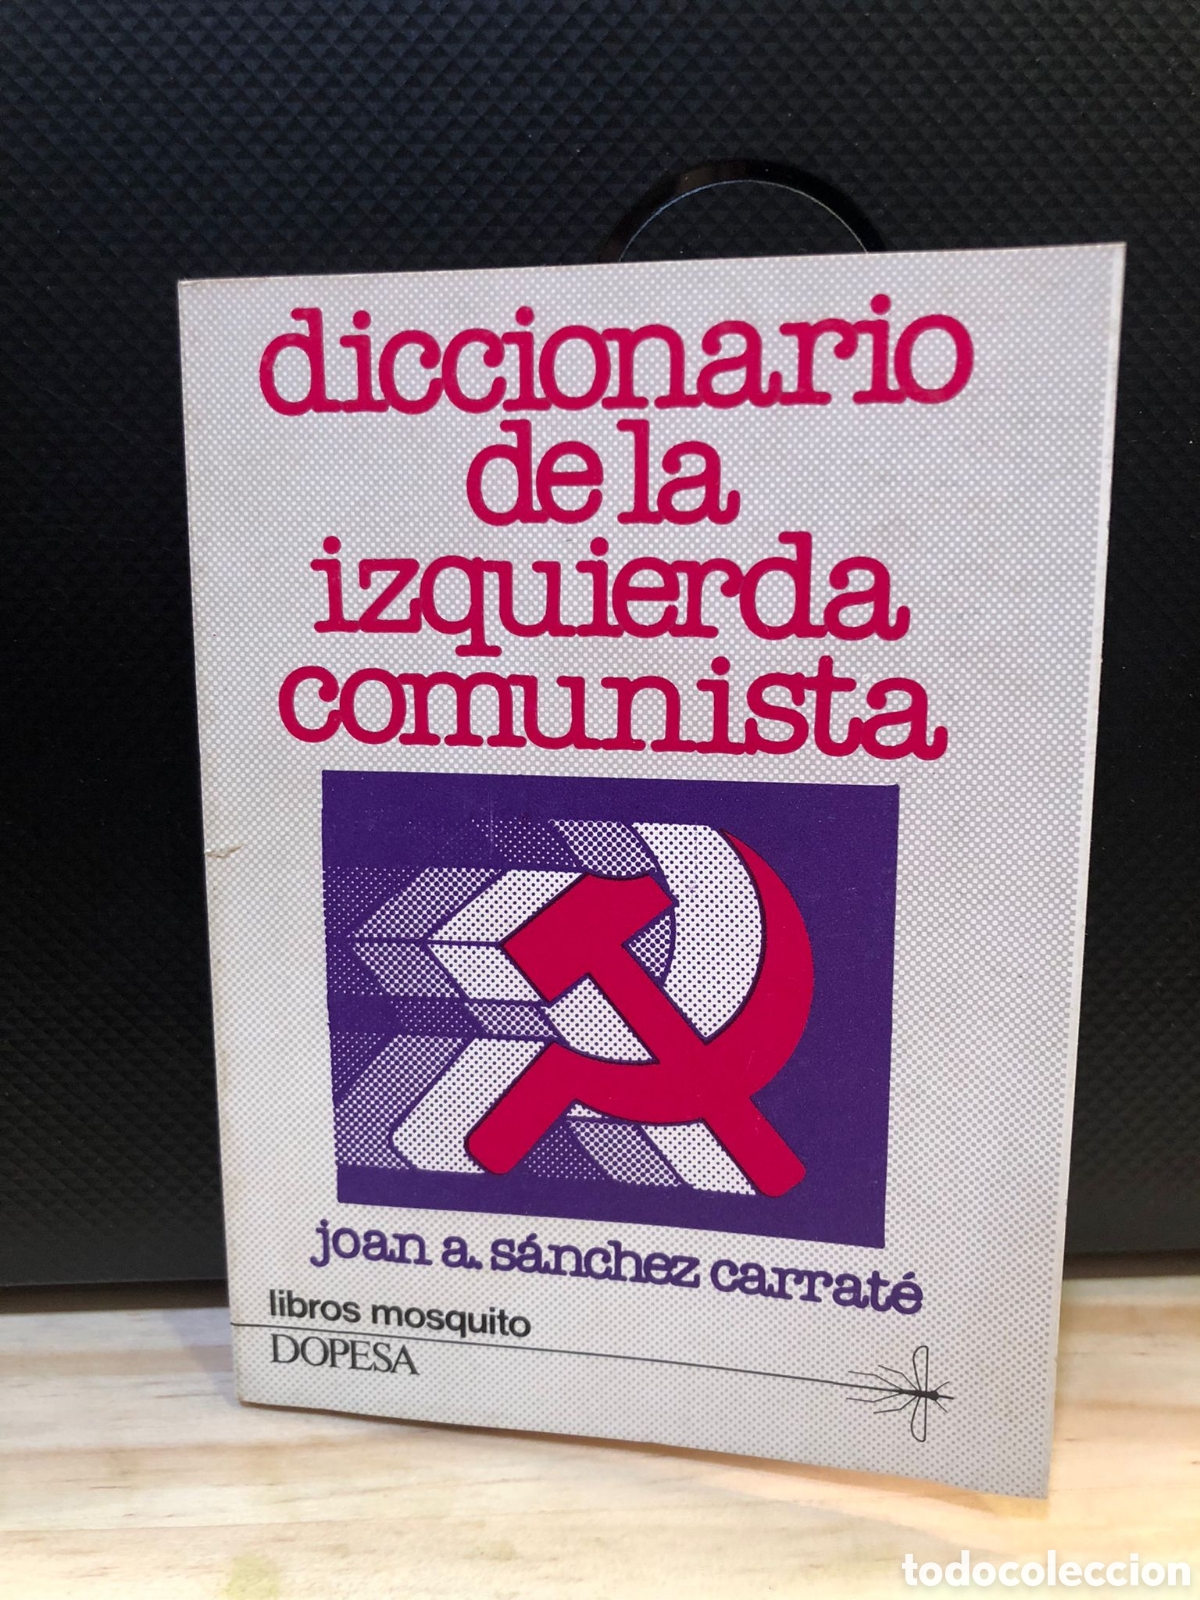 diccionario
de la
izquierda
comunista
joan a. sánchez carraté
libros mosquito
DOPESA
todocoleccion